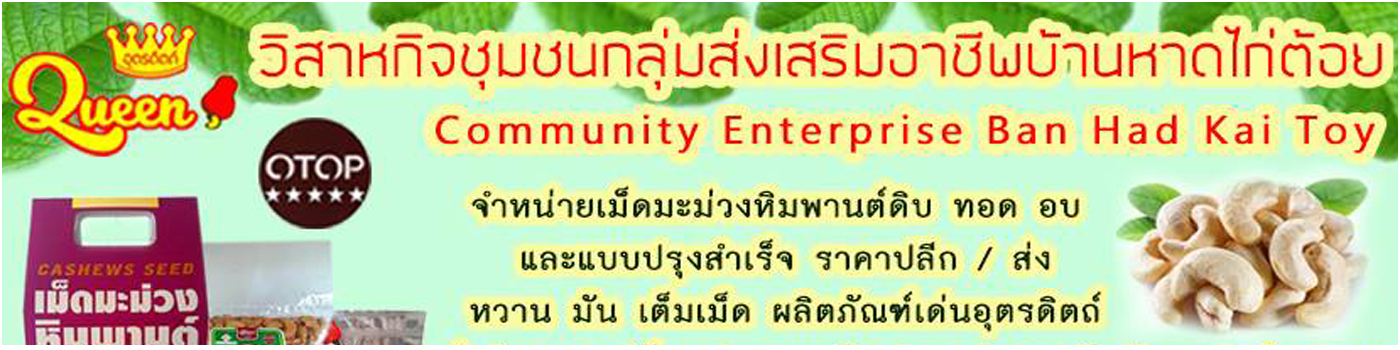 วิสาหกิจชุมชนกลุ่มส่งเสริมอาชีพบ้านหาดไก่ต้อย
อุตรดิตถ์
Queen
Community Enterprise Ban Had Kai Toy
OTOP
จำหน่ายเม็ดมะม่วงหิมพานต์ดิบ ทอด อบ
และแบบปรุงสำเร็จ ราคาปลีก / ส่ง
หวาน มัน เต็มเม็ด ผลิตภัณฑ์เด่นอุตรดิตถ์
CASHEWS SEED
เม็ดมะม่วง
หิมพานต์